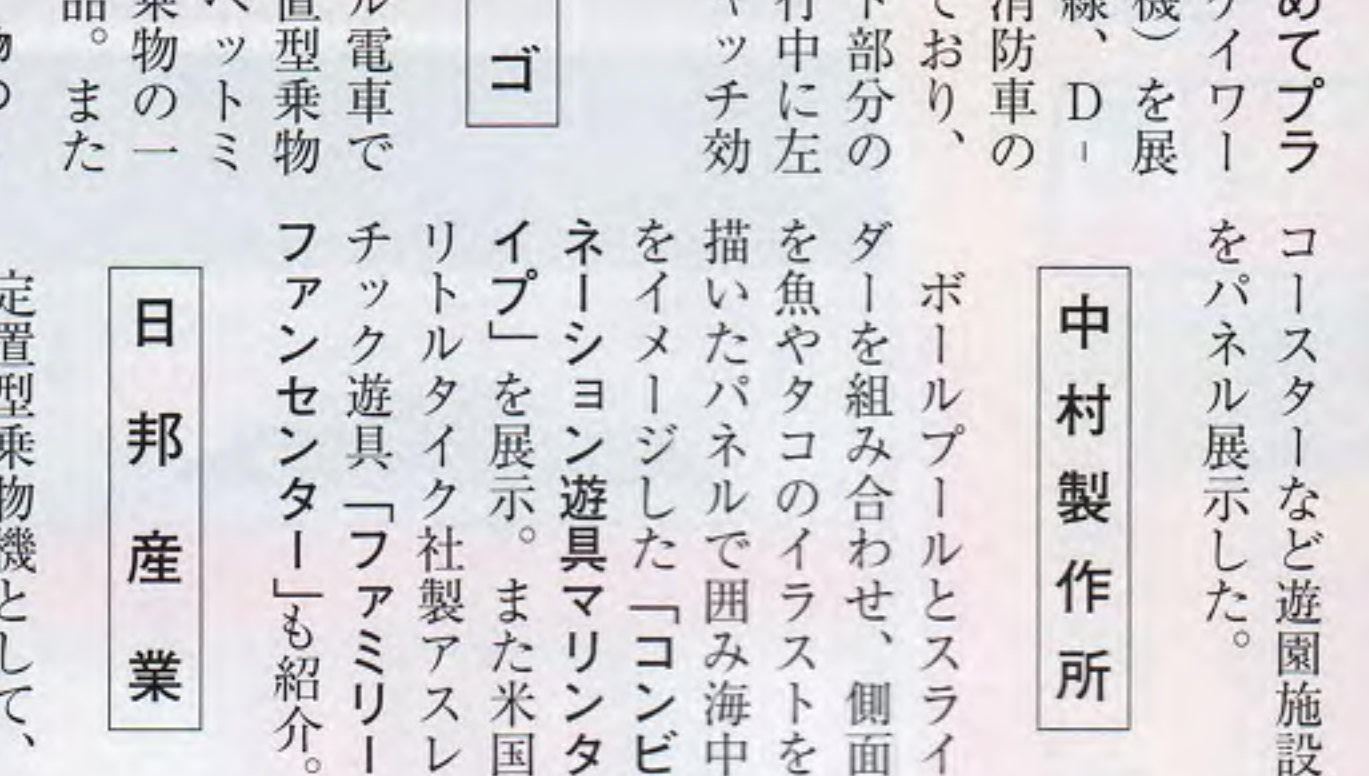 めてプラ
ィワー
機）を展
線、D-
消防車の
ており、
ト部分の
行中に左
ャッチ効
ゴ
ル電車で
置型乗物
ペットミ
乗物の一
品。また
コースターなど遊園施設
をパネル展示した。
中村製作所
ボールプールとスライ
ダーを組み合わせ、側面
を魚やタコのイラストを
描いたパネルで囲み海中
をイメージした「コンビ
ネーション遊具マリンタ
イプ」を展示。また米国
リトルタイク社製アスレ
チック遊具「ファミリー
ファンセンター」も紹介。
日邦産業
定置型乗物機として、